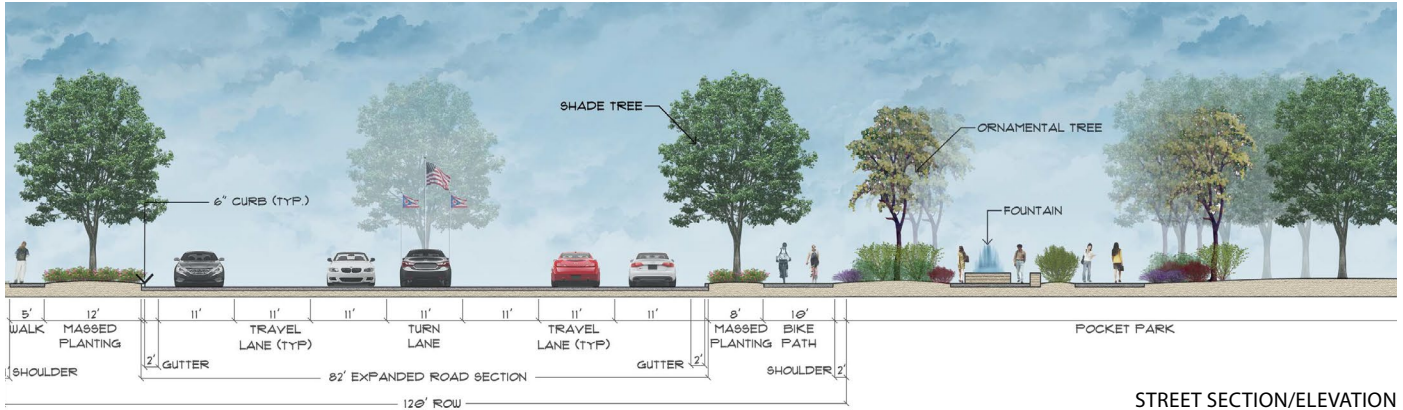 SHADE TREE
ORNAMENTAL TREE
6" CURB (TYP.)
FOUNTAIN
5' 12' 11' 11' 11' 11' 11' 11' 11' 8' 10'
WALK MASSED PLANTING TRAVEL LANE (TYP) TURN LANE TRAVEL LANE (TYP) MASSED PLANTING BIKE PATH POCKET PARK
SHOULDER 2' GUTTER GUTTER 2' SHOULDER 2'
82' EXPANDED ROAD SECTION
120' ROW
STREET SECTION/ELEVATION